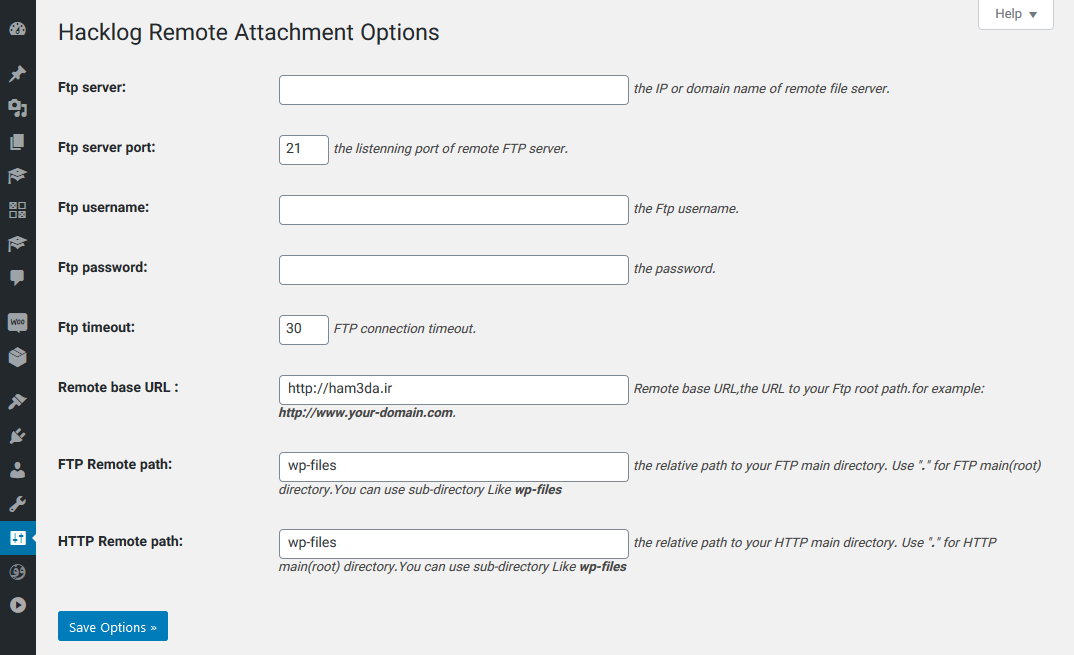 Help
Hacklog Remote Attachment Options
Ftp server:
the IP or domain name of remote file server.
Ftp server port:
21
the listenning port of remote FTP server.
Ftp username:
the Ftp username.
Ftp password:
the password.
Ftp timeout:
30
FTP connection timeout.
Remote base URL :
http://ham3da.ir
Remote base URL,the URL to your Ftp root path.for example:
http://www.your-domain.com.
FTP Remote path:
wp-files
the relative path to your FTP main directory. Use "." for FTP main(root)
directory.You can use sub-directory Like wp-files
HTTP Remote path:
wp-files
the relative path to your HTTP main directory. Use "." for HTTP
main(root) directory.You can use sub-directory Like wp-files
Woo
Save Options »